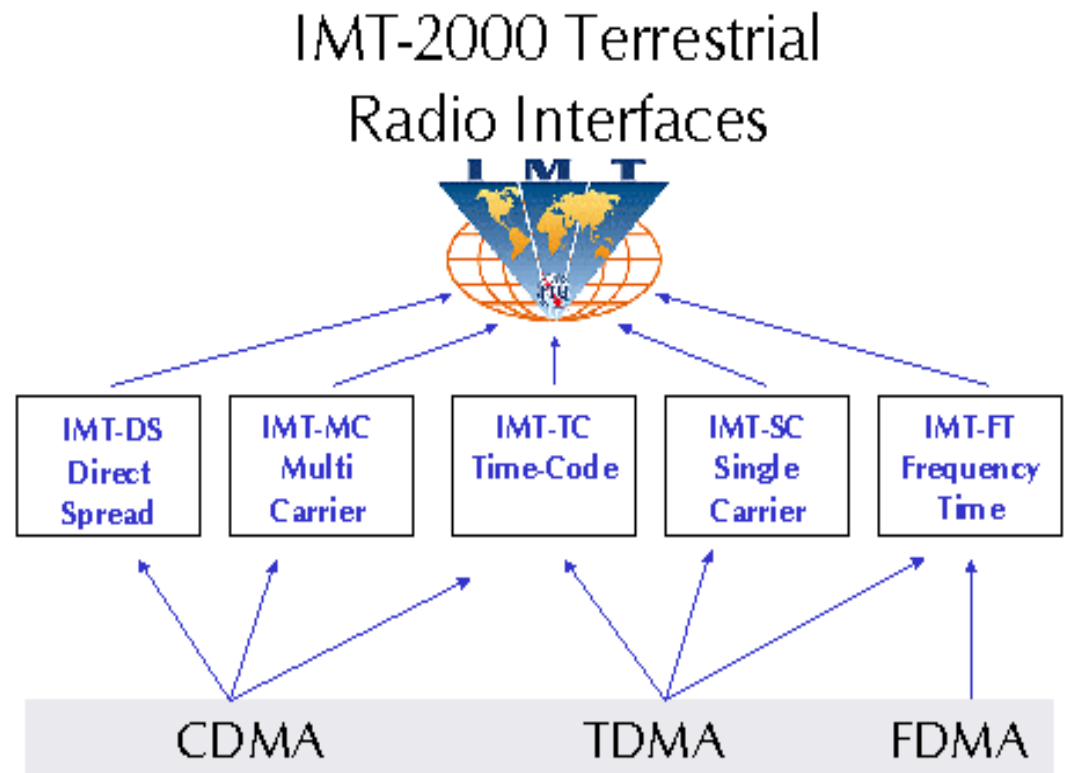 IMT-2000 Terrestrial
Radio Interfaces
I M T
ITU
IMT-DS
Direct
Spread
IMT-MC
Multi
Carrier
IMT-TC
Time-Code
IMT-SC
Single
Carrier
IMT-FT
Frequency
Time
CDMA
TDMA
FDMA